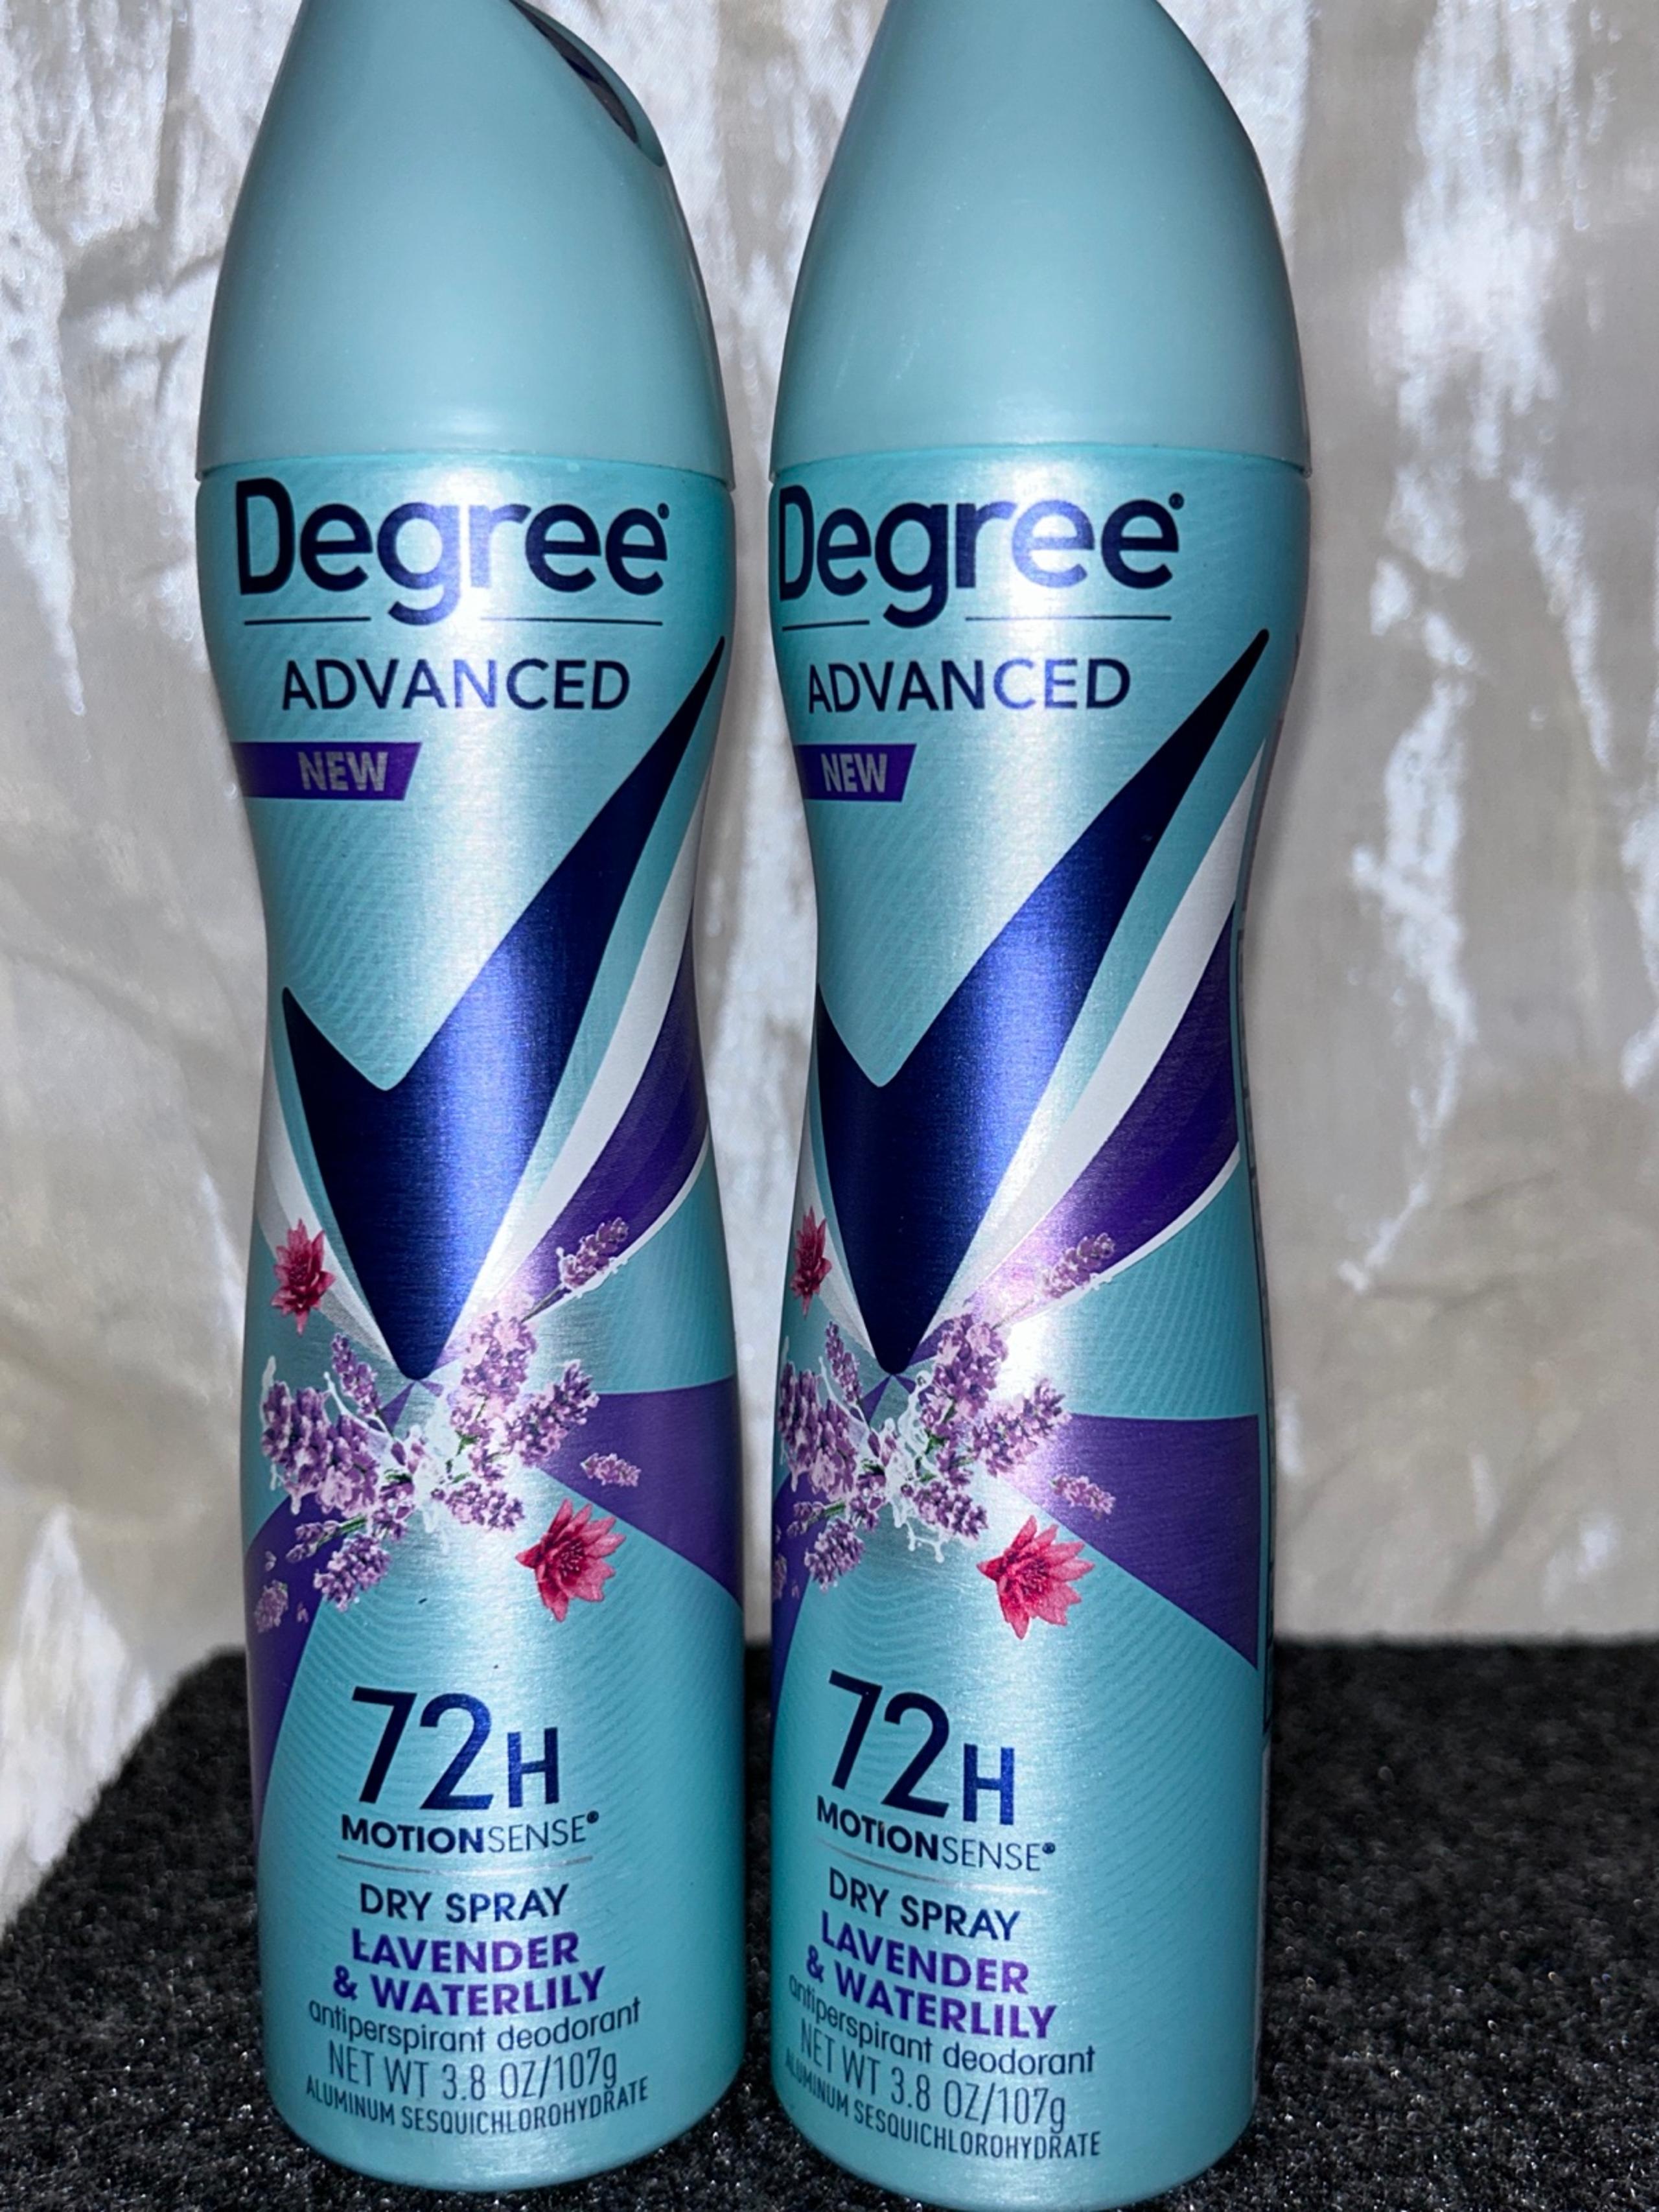 Degree®
ADVANCED
NEW
72H
MOTIONSENSE®
DRY SPRAY
LAVENDER
& WATERLILY
antiperspirant deodorant
NET WT 3.8 OZ/107g
ALUMINUM SESQUICHLOROHYDRATE
Degree®
ADVANCED
NEW
72H
MOTIONSENSE®
DRY SPRAY
LAVENDER
& WATERLILY
antiperspirant deodorant
NET WT 3.8 OZ/107g
ALUMINUM SESQUICHLOROHYDRATE